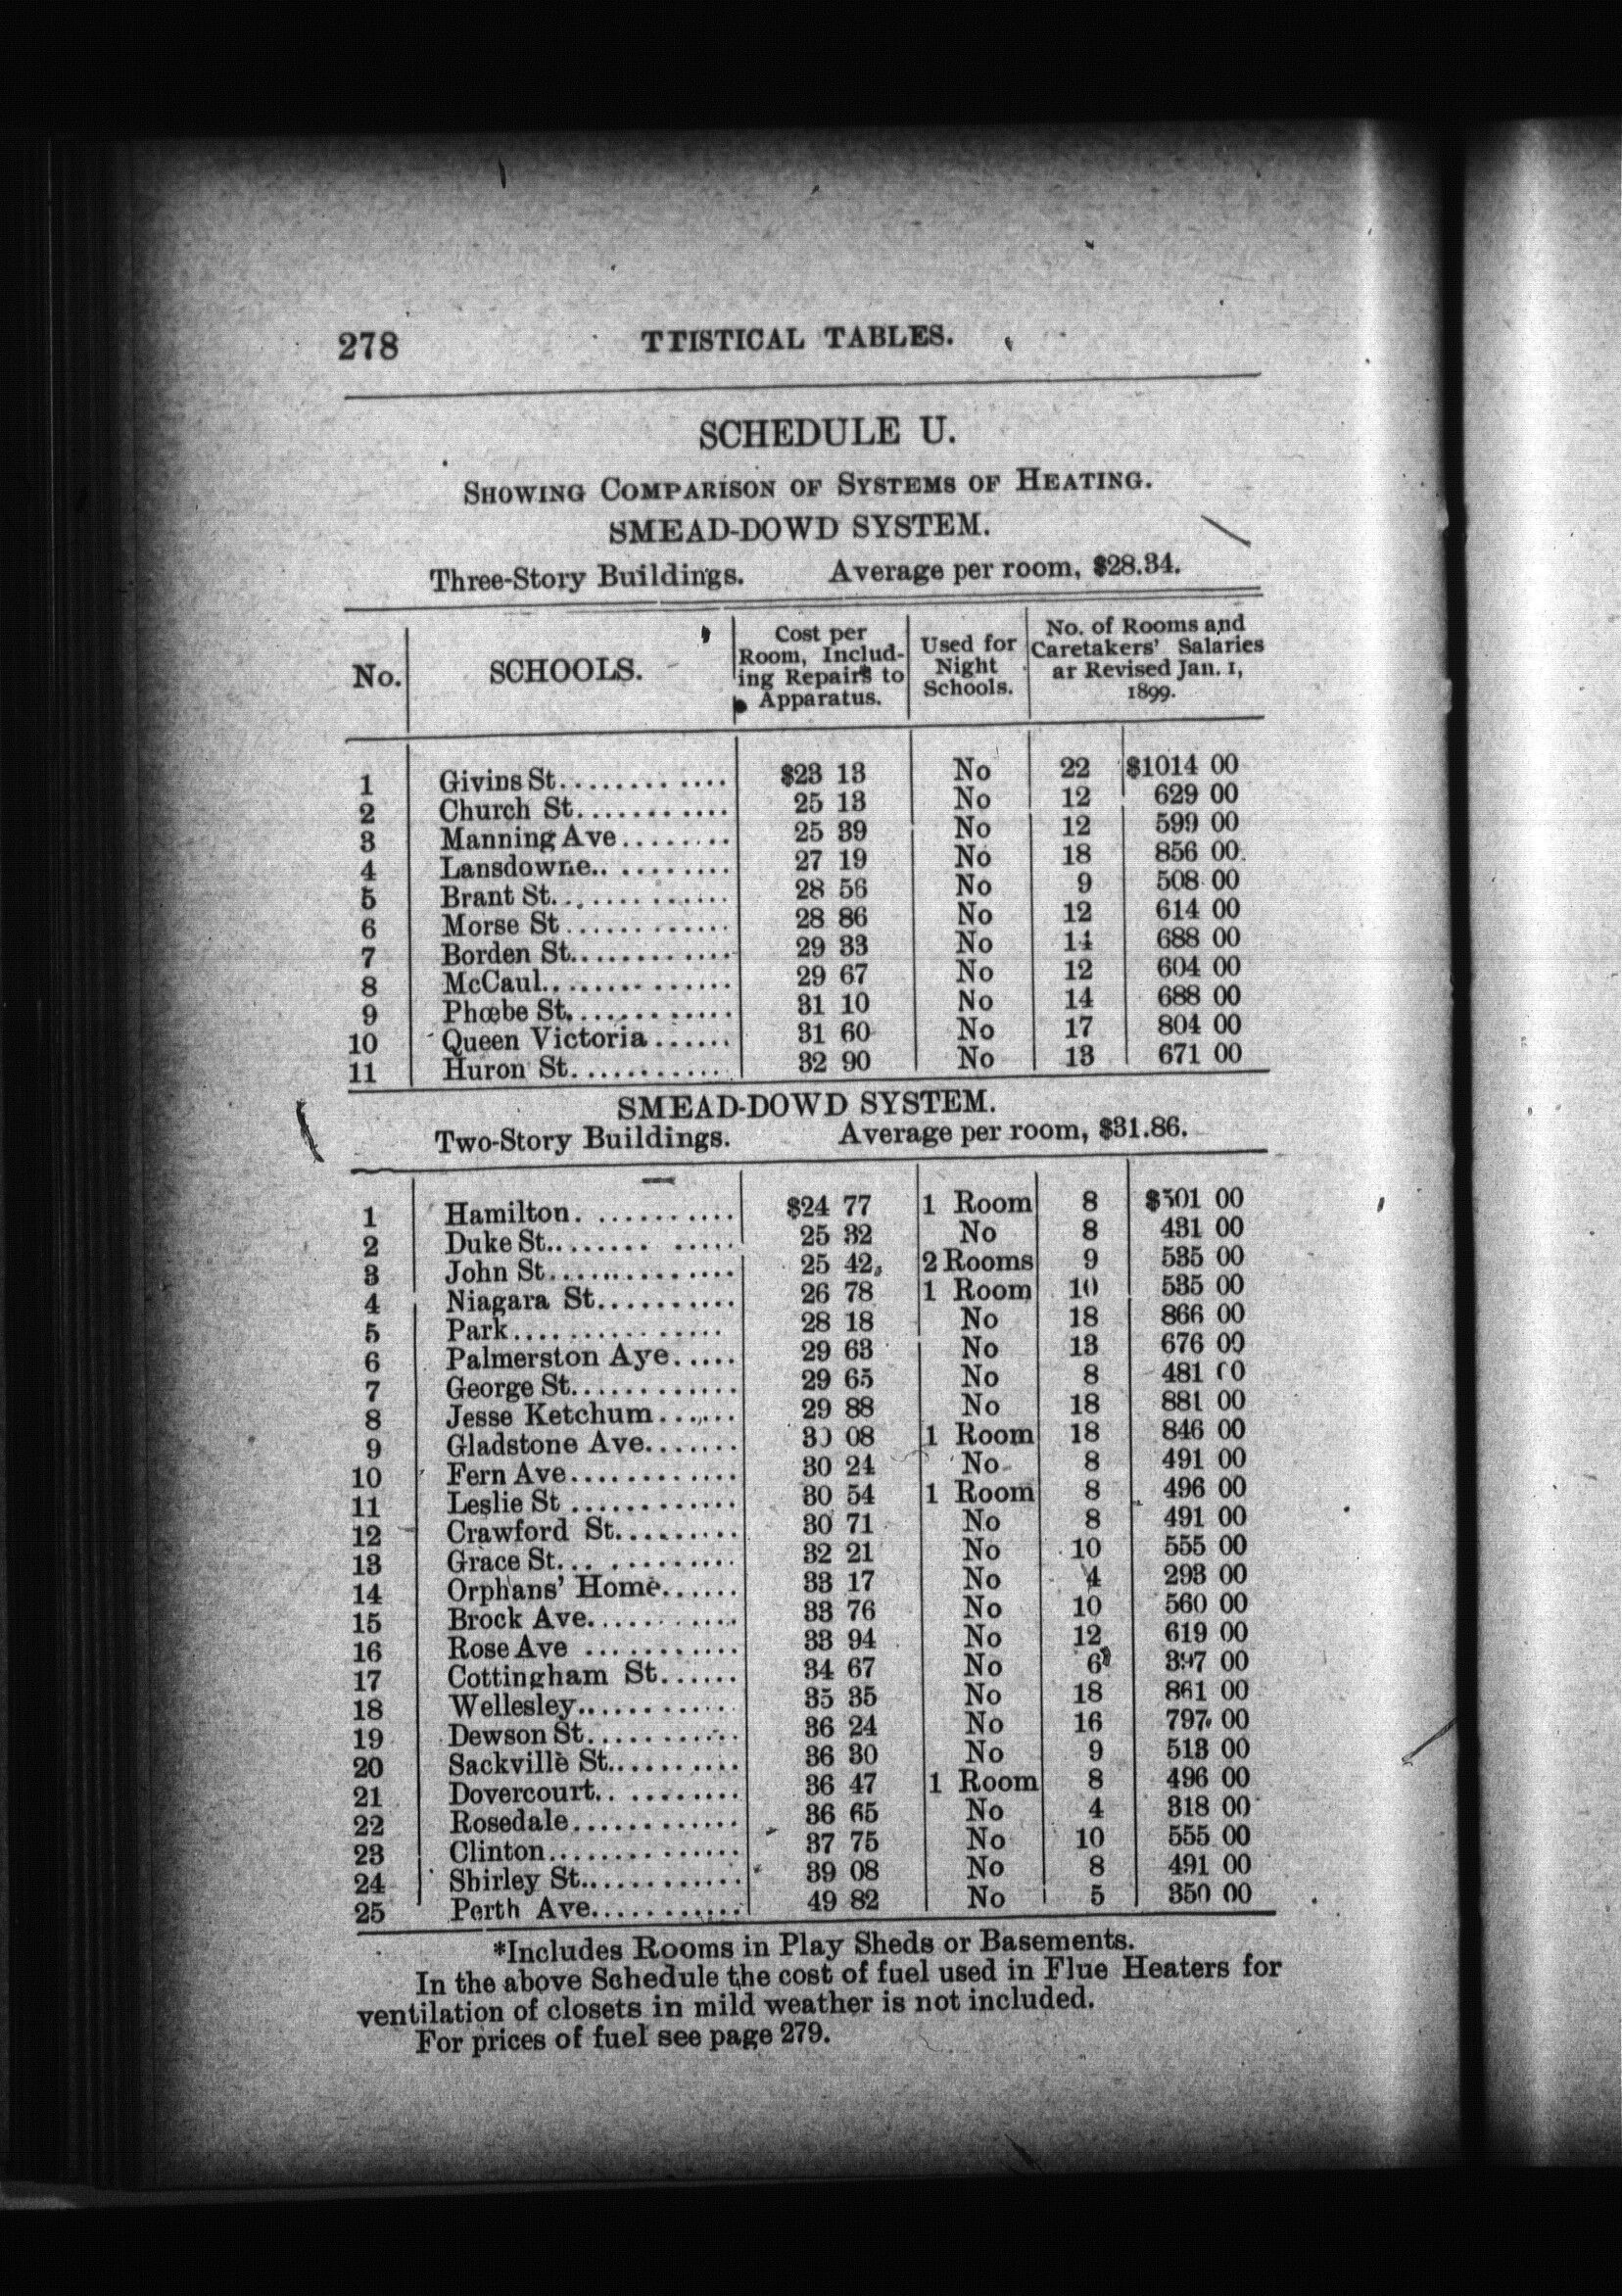 278 TTISTICAL TABLES.
SCHEDULE U.
SHOWING COMPARISON OF SYSTEMS OF HEATING.
SMEAD-DOWD SYSTEM.
Three-Story Buildings. Average per room, $28.34.
No. SCHOOLS. Cost per Room, Includ-ing Repairs to Apparatus. Used for Night Schools. No. of Rooms and Caretakers' Salaries ar Revised Jan. 1, 1899.
1 Givins St............ $23 13 No 22 $1014 00
2 Church St........... 25 13 No 12 629 00
3 Manning Ave........ 25 39 No 12 599 00
4 Lansdowne.. ........ 27 19 No 18 856 00
5 Brant St............. 28 56 No 9 508 00
6 Morse St............ 28 86 No 12 614 00
7 Borden St............ 29 33 No 14 688 00
8 McCaul.............. 29 67 No 12 604 00
9 Phœbe St............ 31 10 No 14 688 00
10 Queen Victoria...... 31 60 No 17 804 00
11 Huron St........... 32 90 No 13 671 00
SMEAD-DOWD SYSTEM.
Two-Story Buildings. Average per room, $31.86.
1 Hamilton. .......... $24 77 1 Room 8 $501 00
2 Duke St........ ..... 25 32 No 8 431 00
3 John St.............. 25 42 2 Rooms 9 535 00
4 Niagara St.......... 26 78 1 Room 10 535 00
5 Park................ 28 18 No 18 866 00
6 Palmerston Aye..... 29 63 No 13 676 00
7 George St............ 29 65 No 8 481 00
8 Jesse Ketchum...... 29 88 No 18 881 00
9 Gladstone Ave....... 30 08 1 Room 18 846 00
10 Fern Ave............ 30 24 No 8 491 00
11 Leslie St ............ 30 54 1 Room 8 496 00
12 Crawford St......... 30 71 No 8 491 00
13 Grace St... ......... 32 21 No 10 555 00
14 Orphans' Home...... 33 17 No 4 293 00
15 Brock Ave........... 33 76 No 10 560 00
16 Rose Ave ........... 33 94 No 12 619 00
17 Cottingham St...... 34 67 No 6 397 00
18 Wellesley............ 35 35 No 18 861 00
19 Dewson St........... 36 24 No 16 797 00
20 Sackville St.......... 36 30 No 9 513 00
21 Dovercourt.. ........ 36 47 1 Room 8 496 00
22 Rosedale............ 36 65 No 4 318 00
23 Clinton.............. 37 75 No 10 555 00
24 Shirley St............ 39 08 No 8 491 00
25 Perth Ave........... 49 82 No 5 350 00
*Includes Rooms in Play Sheds or Basements.
In the above Schedule the cost of fuel used in Flue Heaters for
ventilation of closets in mild weather is not included.
For prices of fuel see page 279.